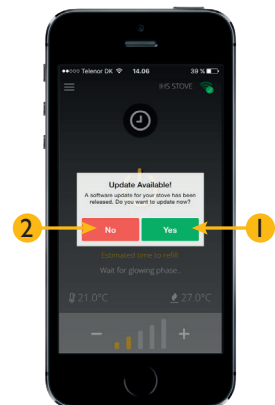 Telenor DK 14.06 39 %
IHS STOVE
Update Available!
A software update for your stove has been
released. Do you want to update now?
2 No Yes 1
Estimated time to refill
Wait for glowing phase.
21.0°C 27.0°C
− +